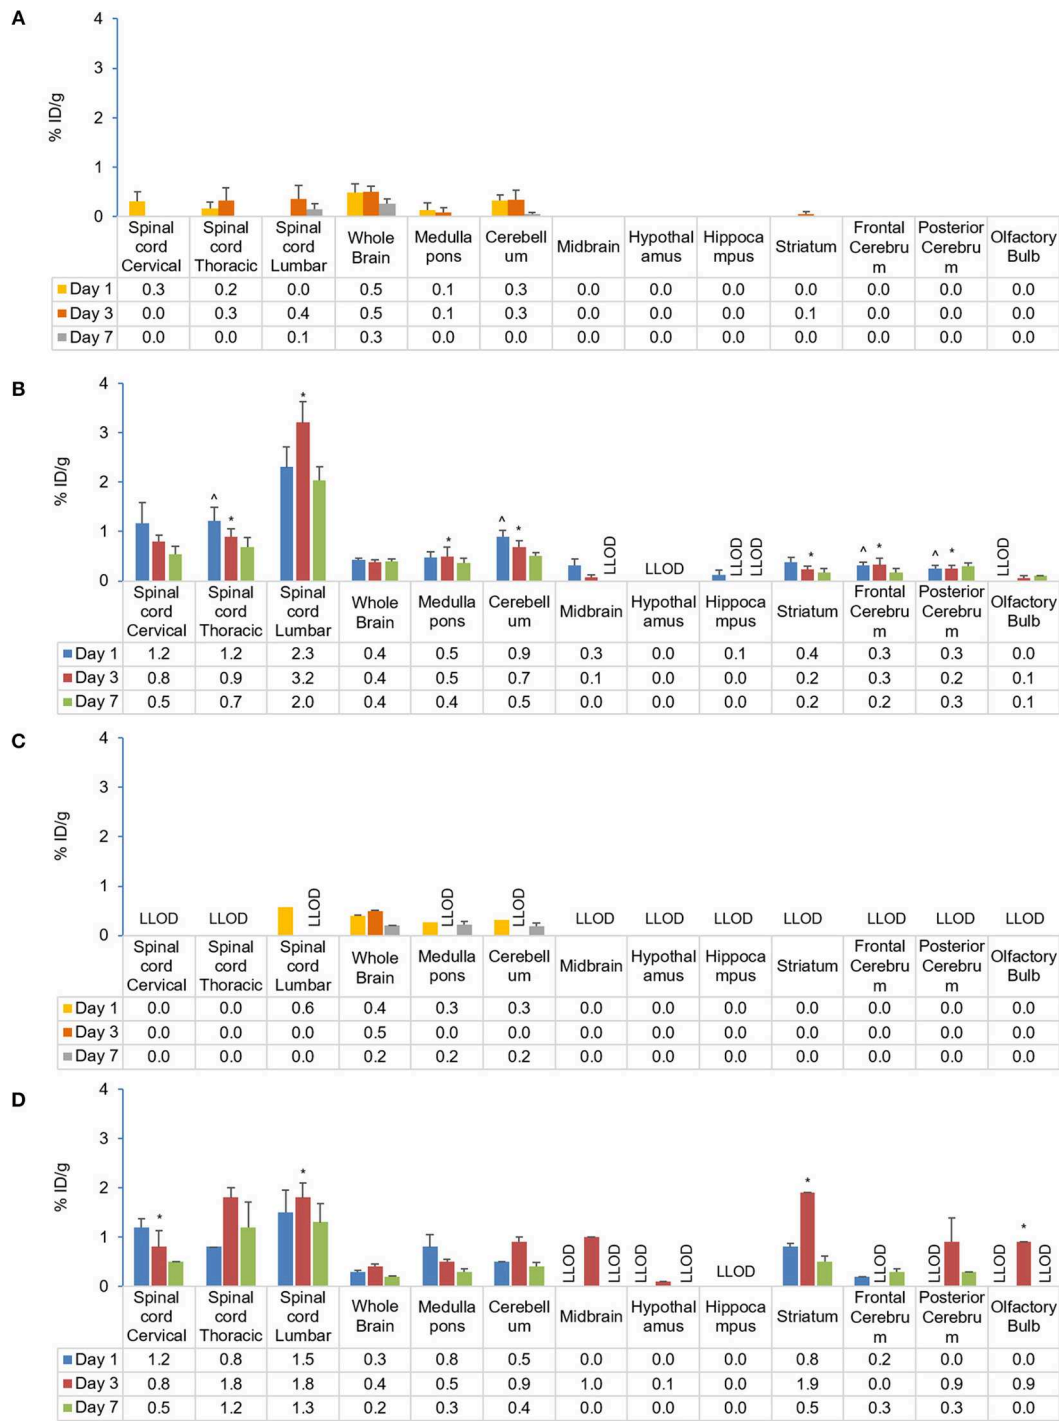 A
4
3
2
1
0
% ID/g
Spinal cord Cervical
Spinal cord Thoracic
Spinal cord Lumbar
Whole Brain
Medulla pons
Cerebell um
Midbrain
Hypothal amus
Hippoca mpus
Striatum
Frontal Cerebru m
Posterior Cerebru m
Olfactory Bulb
Day 1 0.3 0.2 0.0 0.5 0.1 0.3 0.0 0.0 0.0 0.0 0.0 0.0 0.0
Day 3 0.0 0.3 0.4 0.5 0.1 0.3 0.0 0.0 0.0 0.1 0.0 0.0 0.0
Day 7 0.0 0.0 0.1 0.3 0.0 0.0 0.0 0.0 0.0 0.0 0.0 0.0 0.0
B
4
3
2
1
0
% ID/g
^ * * * ^ * LLOD LLOD LLOD LLOD * ^ * ^ * LLOD
Spinal cord Cervical
Spinal cord Thoracic
Spinal cord Lumbar
Whole Brain
Medulla pons
Cerebell um
Midbrain
Hypothal amus
Hippoca mpus
Striatum
Frontal Cerebru m
Posterior Cerebru m
Olfactory Bulb
Day 1 1.2 1.2 2.3 0.4 0.5 0.9 0.3 0.0 0.1 0.4 0.3 0.3 0.0
Day 3 0.8 0.9 3.2 0.4 0.5 0.7 0.1 0.0 0.0 0.2 0.3 0.2 0.1
Day 7 0.5 0.7 2.0 0.4 0.4 0.5 0.0 0.0 0.0 0.2 0.2 0.3 0.1
C
4
3
2
1
0
% ID/g
LLOD LLOD LLOD LLOD LLOD LLOD LLOD LLOD LLOD LLOD LLOD LLOD
Spinal cord Cervical
Spinal cord Thoracic
Spinal cord Lumbar
Whole Brain
Medulla pons
Cerebell um
Midbrain
Hypothal amus
Hippoca mpus
Striatum
Frontal Cerebru m
Posterior Cerebru m
Olfactory Bulb
Day 1 0.0 0.0 0.6 0.4 0.3 0.3 0.0 0.0 0.0 0.0 0.0 0.0 0.0
Day 3 0.0 0.0 0.0 0.5 0.0 0.0 0.0 0.0 0.0 0.0 0.0 0.0 0.0
Day 7 0.0 0.0 0.0 0.2 0.2 0.2 0.0 0.0 0.0 0.0 0.0 0.0 0.0
D
4
3
2
1
0
% ID/g
* * LLOD LLOD LLOD LLOD LLOD * LLOD LLOD LLOD * LLOD
Spinal cord Cervical
Spinal cord Thoracic
Spinal cord Lumbar
Whole Brain
Medulla pons
Cerebell um
Midbrain
Hypothal amus
Hippoca mpus
Striatum
Frontal Cerebru m
Posterior Cerebru m
Olfactory Bulb
Day 1 1.2 0.8 1.5 0.3 0.8 0.5 0.0 0.0 0.0 0.8 0.2 0.0 0.0
Day 3 0.8 1.8 1.8 0.4 0.5 0.9 1.0 0.1 0.0 1.9 0.0 0.9 0.9
Day 7 0.5 1.2 1.3 0.2 0.3 0.4 0.0 0.0 0.0 0.5 0.3 0.3 0.0